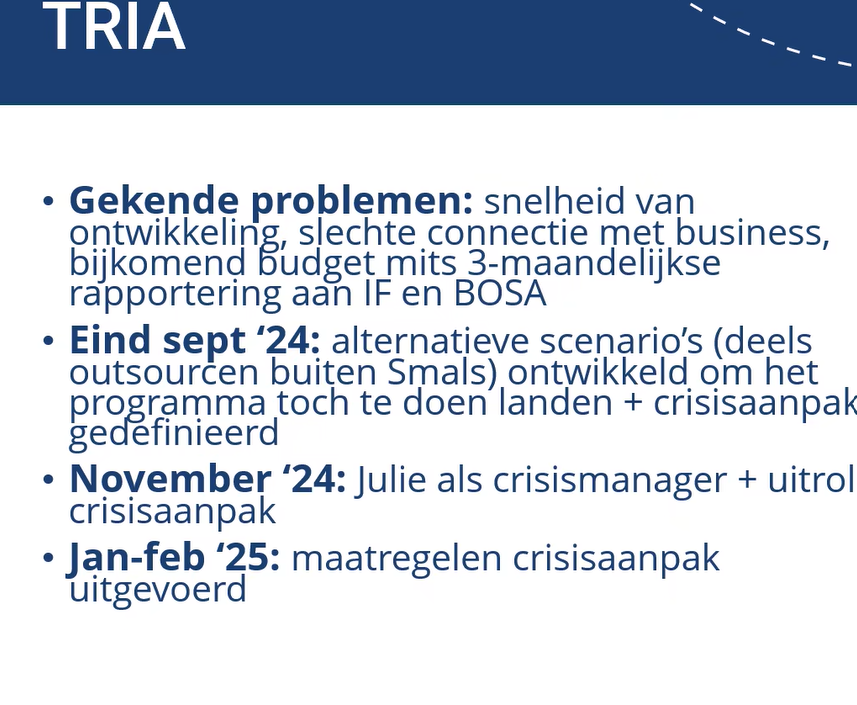 TRIA
• Gekende problemen: snelheid van
ontwikkeling, slechte connectie met business,
bijkomend budget mits 3-maandelijkse
rapportering aan IF en BOSA
• Eind sept ‘24: alternatieve scenario’s (deels
outsourcen buiten Smals) ontwikkeld om het
programma toch te doen landen + crisisaanpak
gedefinieerd
• November ‘24: Julie als crisismanager + uitrol
crisisaanpak
• Jan-feb ‘25: maatregelen crisisaanpak
uitgevoerd